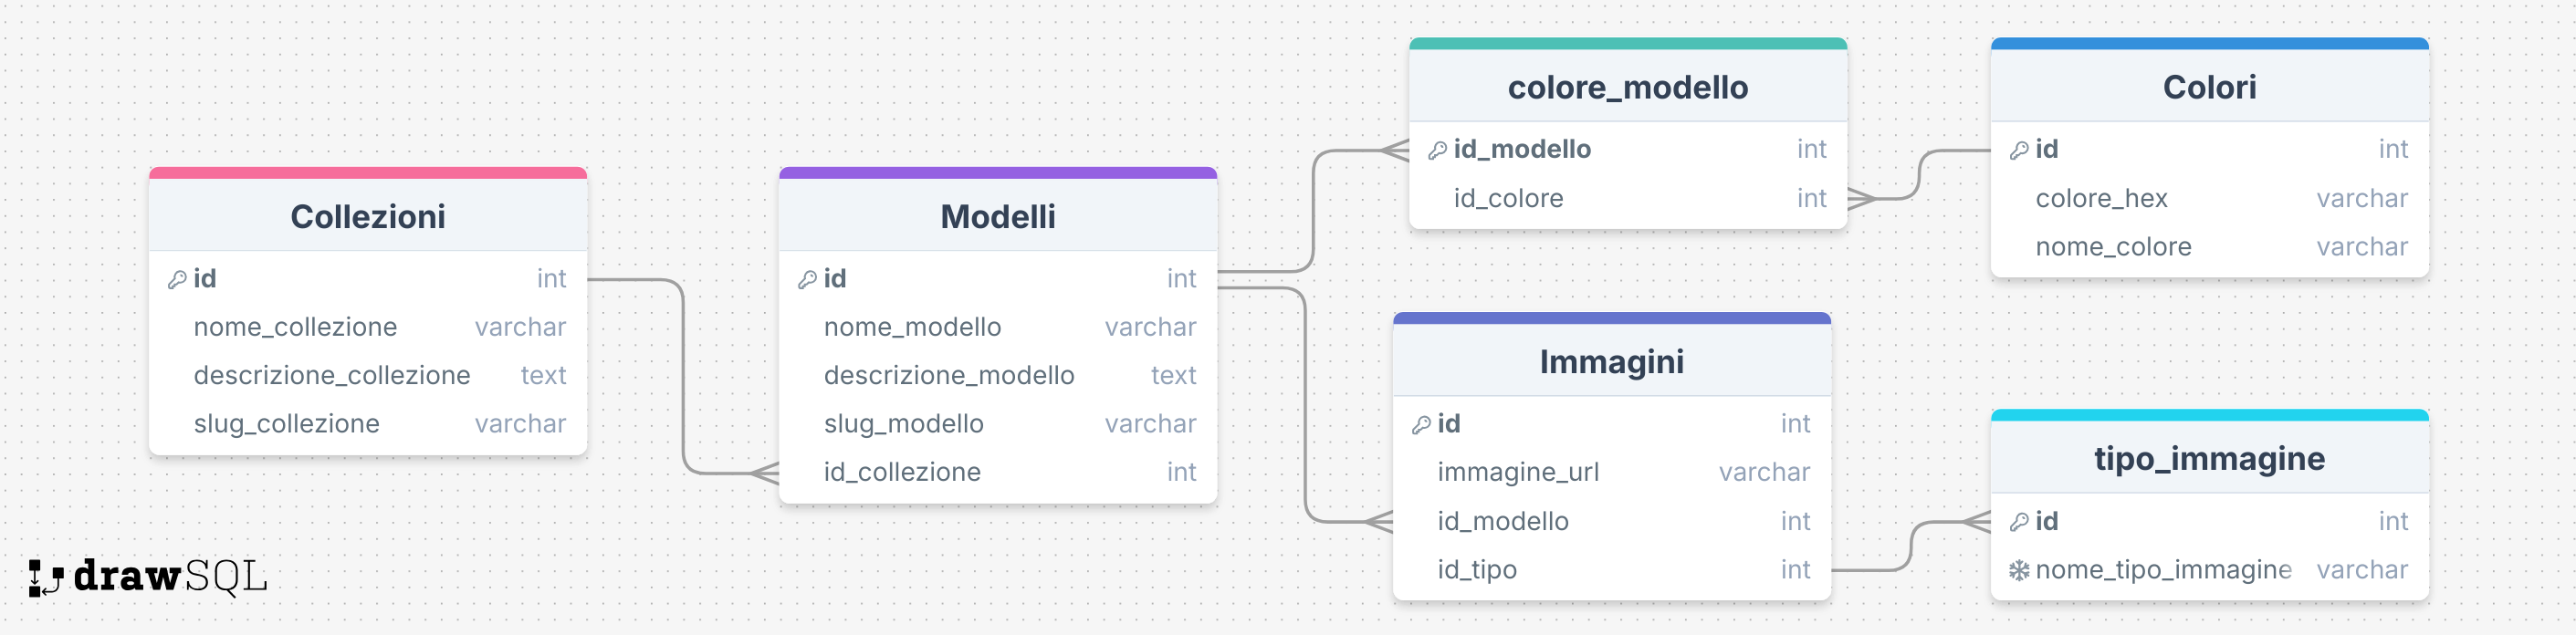 Collezioni
id int
nome_collezione varchar
descrizione_collezione text
slug_collezione varchar
Modelli
id int
nome_modello varchar
descrizione_modello text
slug_modello varchar
id_collezione int
colore_modello
id_modello int
id_colore int
Immagini
id int
immagine_url varchar
id_modello int
id_tipo int
Colori
id int
colore_hex varchar
nome_colore varchar
tipo_immagine
id int
nome_tipo_immagine varchar
drawSQL